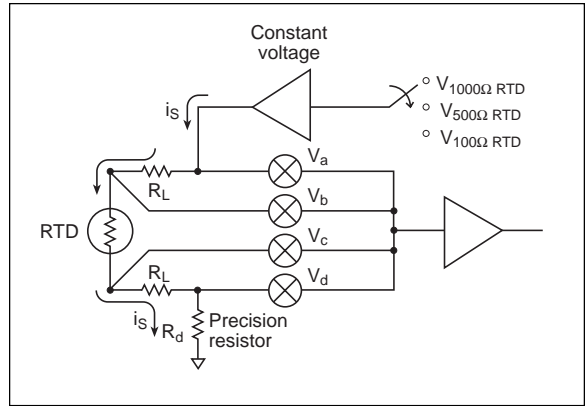 Constant
voltage
V1000Ω RTD
V500Ω RTD
V100Ω RTD
iS
Va
RL
Vb
RTD
Vc
RL
Vd
iS
Rd
Precision
resistor